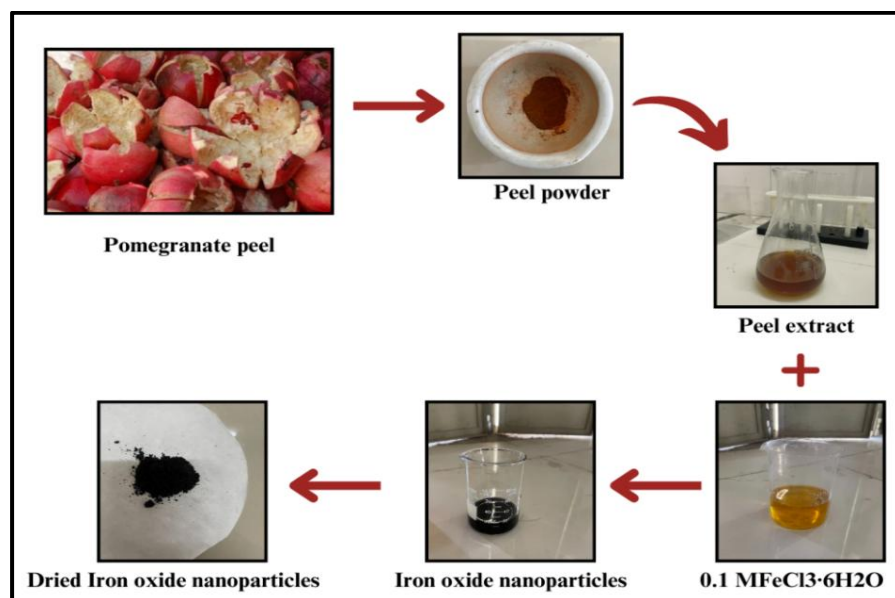 Pomegranate peel
Peel powder
Peel extract
+
0.1 MFeCl3·6H2O
Iron oxide nanoparticles
Dried Iron oxide nanoparticles